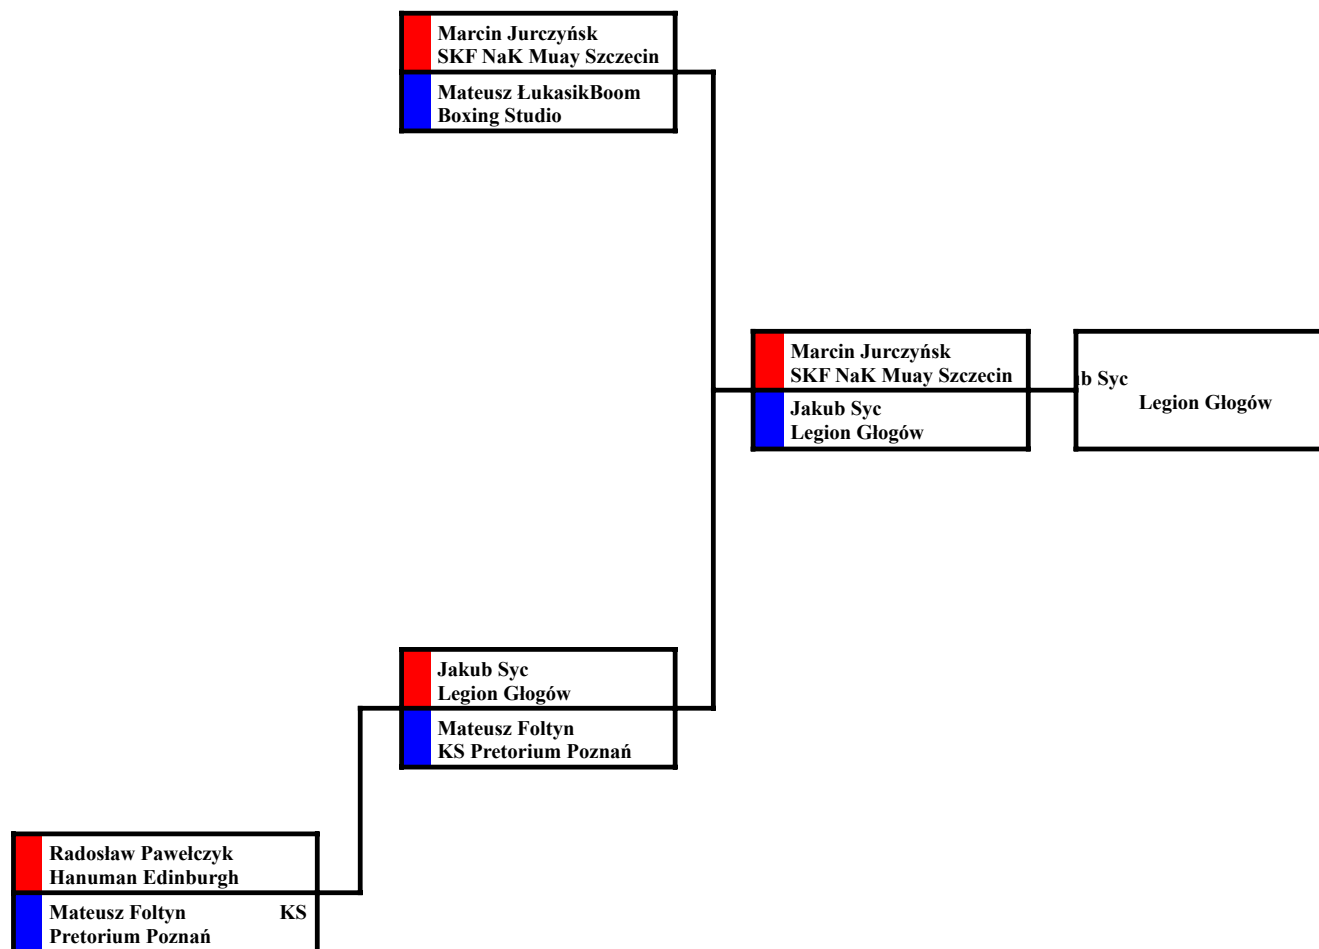 Marcin Jurczyńsk
SKF NaK Muay Szczecin
Mateusz ŁukasikBoom
Boxing Studio
Marcin Jurczyńsk
SKF NaK Muay Szczecin
Jakub Syc
Legion Głogów
Syc
Legion Głogów
Jakub Syc
Legion Głogów
Mateusz Foltyn
KS Pretorium Poznań
Radosław Pawełczyk
Hanuman Edinburgh
Mateusz Foltyn KS
Pretorium Poznań